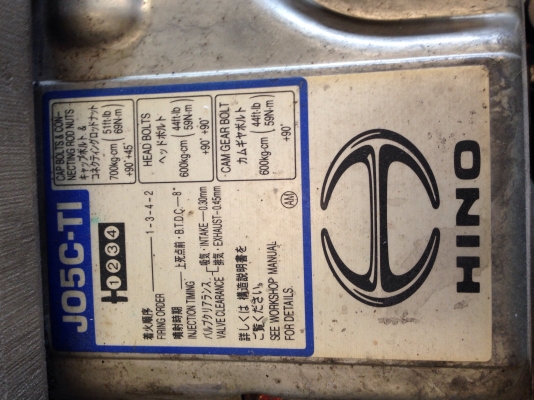 J05C-TI
1 2 3 4
着火順序
FIRING ORDER 1-3-4-2
噴射時期
INJECTION TIMING 上死点前・B.T.D.C.—8°
バルブクリアランス 吸気・INTAKE—0.30mm
VALVE CLEARANCE 排気・EXHAUST-0.45mm
詳しくは 構造説明書を
ご覧ください。
SEE WORKSHOP MANUAL
FOR DETAILS.
AM
CAP BOLTS & CON-
NECTING ROD NUTS
キャップボルト &
コネクティングロッドナット
700kg-cm (51ft-lb 69N-m)
+90° +45°
HEAD BOLTS
ヘッドボルト
600kg-cm (44ft-lb 59N-m)
+90° +90°
CAM GEAR BOLT
カムギヤボルト
600kg-cm (44ft-lb 59N-m)
+90°
HINO